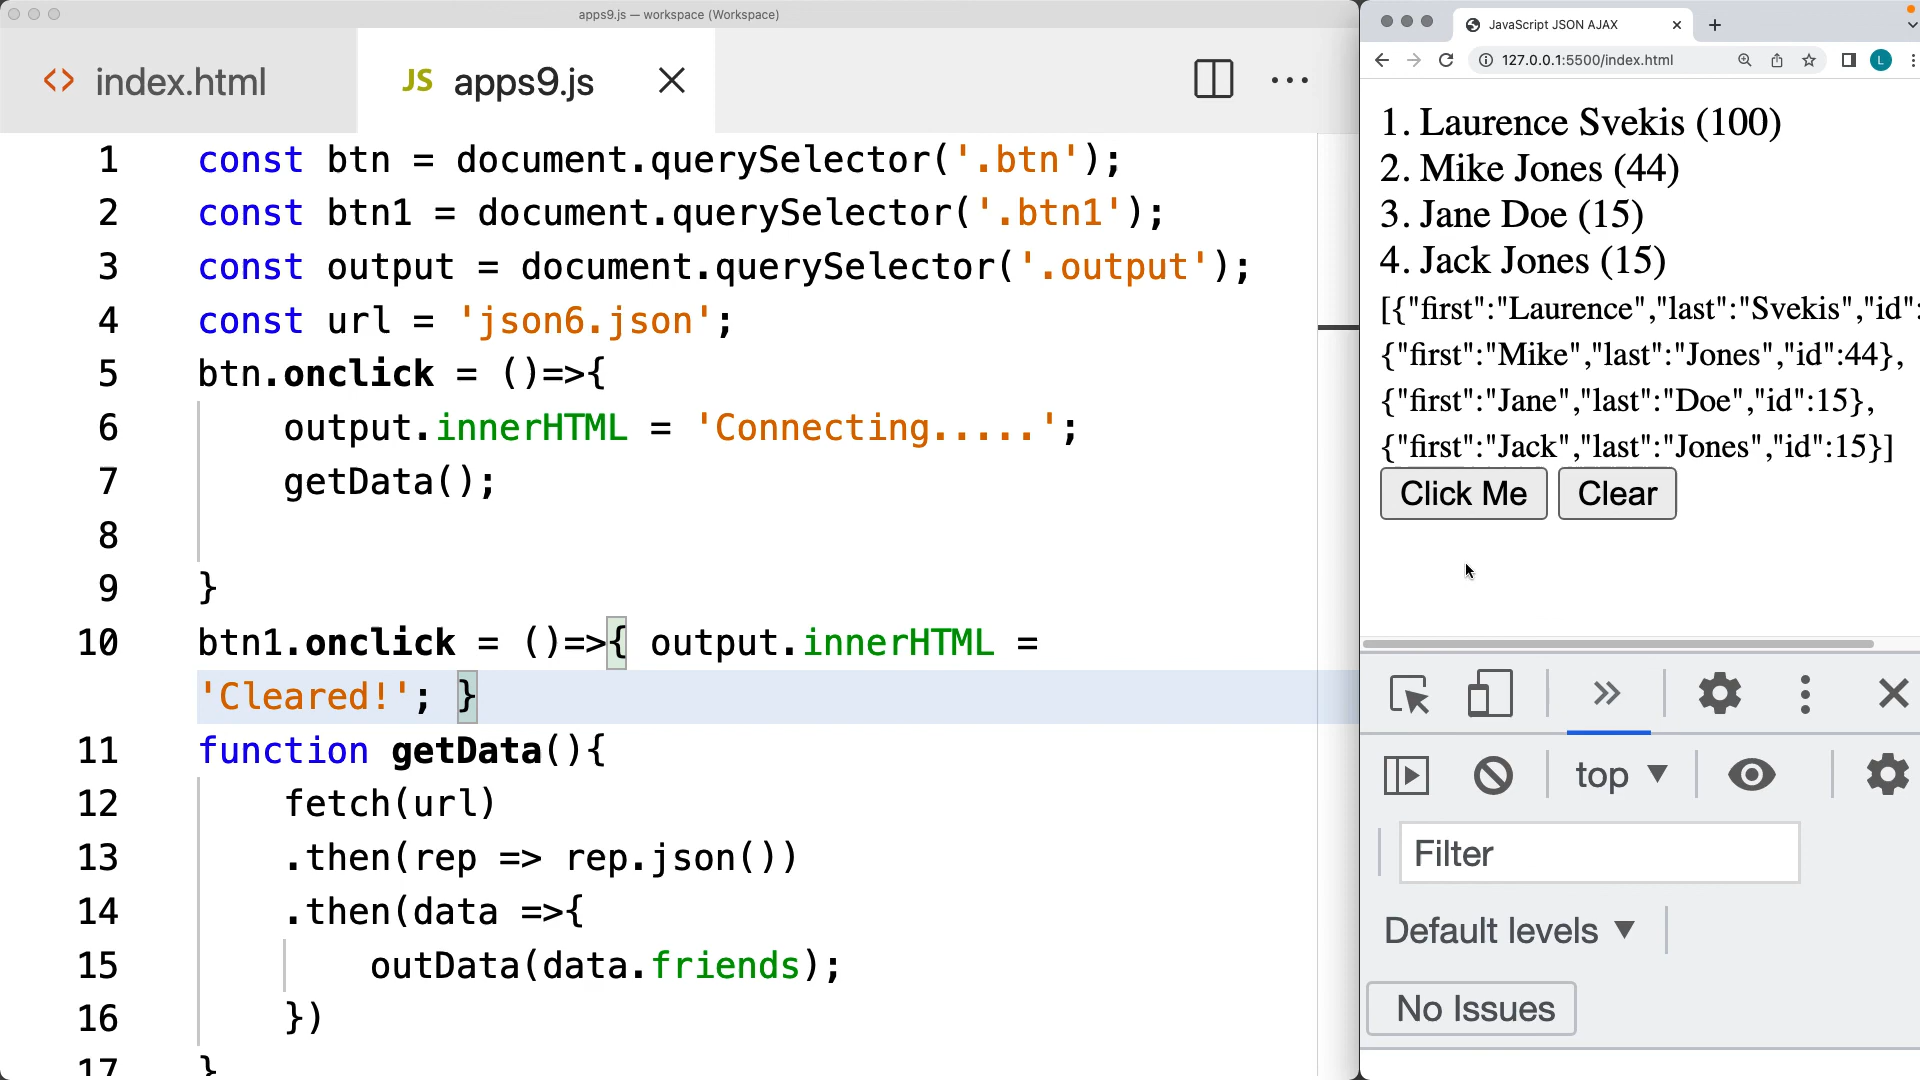 apps9.js — workspace (Workspace)
index.html
JS apps9.js
1 const btn = document.querySelector('.btn');
2 const btn1 = document.querySelector('.btn1');
3 const output = document.querySelector('.output');
4 const url = 'json6.json';
5 btn.onclick = ()=>{
6 output.innerHTML = 'Connecting.....';
7 getData();
8
9 }
10 btn1.onclick = ()=>{ output.innerHTML =
'Cleared!'; }
11 function getData(){
12 fetch(url)
13 .then(rep => rep.json())
14 .then(data =>{
15 outData(data.friends);
16 })
17 }
JavaScript JSON AJAX
127.0.0.1:5500/index.html
L
1. Laurence Svekis (100)
2. Mike Jones (44)
3. Jane Doe (15)
4. Jack Jones (15)
[{"first":"Laurence","last":"Svekis","id":
{"first":"Mike","last":"Jones","id":44},
{"first":"Jane","last":"Doe","id":15},
{"first":"Jack","last":"Jones","id":15}]
Click Me Clear
top
Filter
Default levels
No Issues